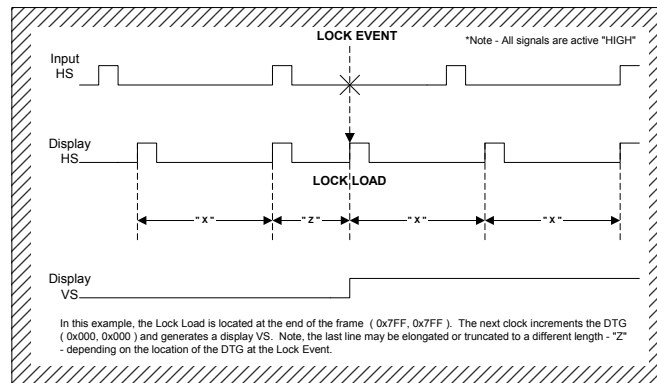 LOCK EVENT
*Note - All signals are active "HIGH"
Input
HS
Display
HS
LOCK LOAD
"X" "Z" "X" "X"
Display
VS
In this example, the Lock Load is located at the end of the frame ( 0x7FF, 0x7FF ). The next clock increments the DTG
( 0x000, 0x000 ) and generates a display VS. Note, the last line may be elongated or truncated to a different length - "Z"
- depending on the location of the DTG at the Lock Event.